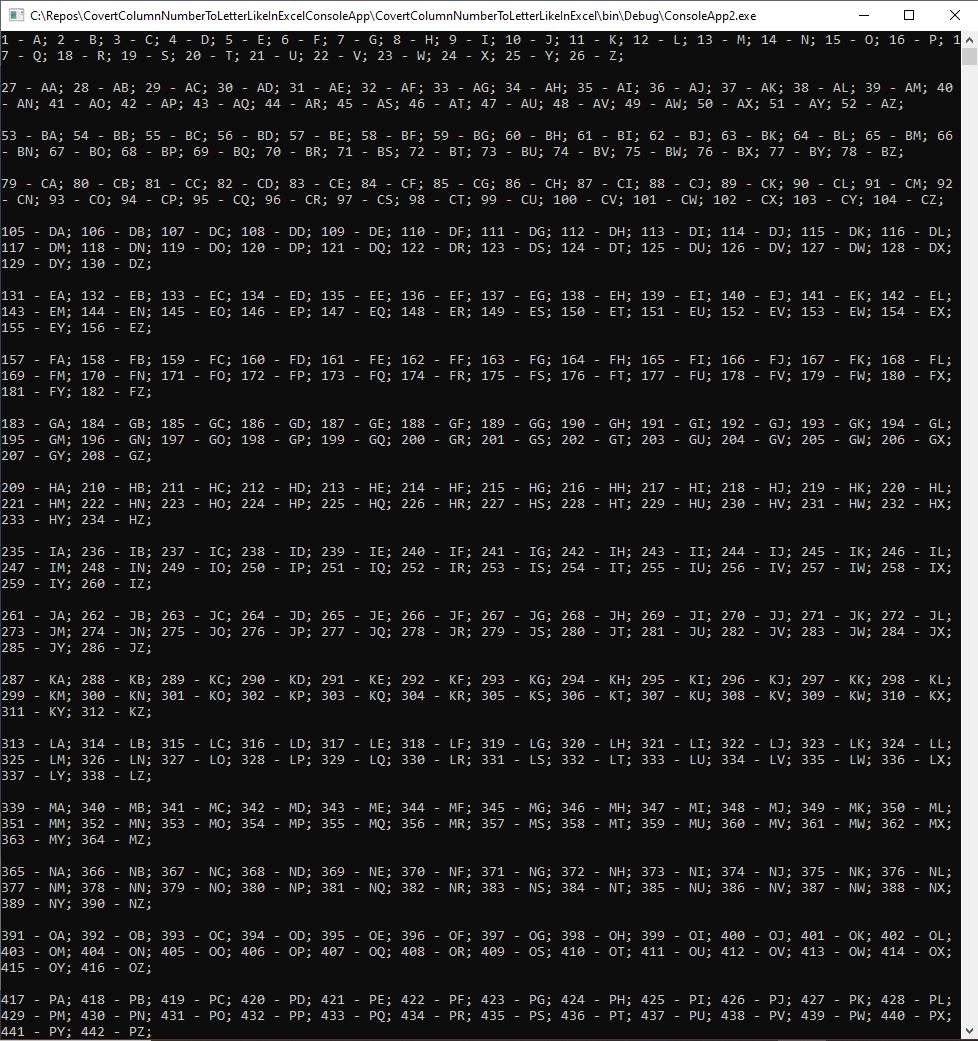 C:\Repos\CovertColumnNumberToLetterLikeInExcelConsoleApp\CovertColumnNumberToLetterLikeInExcel\bin\Debug\ConsoleApp2.exe
1 - A; 2 - B; 3 - C; 4 - D; 5 - E; 6 - F; 7 - G; 8 - H; 9 - I; 10 - J; 11 - K; 12 - L; 13 - M; 14 - N; 15 - O; 16 - P; 1
7 - Q; 18 - R; 19 - S; 20 - T; 21 - U; 22 - V; 23 - W; 24 - X; 25 - Y; 26 - Z;
27 - AA; 28 - AB; 29 - AC; 30 - AD; 31 - AE; 32 - AF; 33 - AG; 34 - AH; 35 - AI; 36 - AJ; 37 - AK; 38 - AL; 39 - AM; 40
- AN; 41 - AO; 42 - AP; 43 - AQ; 44 - AR; 45 - AS; 46 - AT; 47 - AU; 48 - AV; 49 - AW; 50 - AX; 51 - AY; 52 - AZ;
53 - BA; 54 - BB; 55 - BC; 56 - BD; 57 - BE; 58 - BF; 59 - BG; 60 - BH; 61 - BI; 62 - BJ; 63 - BK; 64 - BL; 65 - BM; 66
- BN; 67 - BO; 68 - BP; 69 - BQ; 70 - BR; 71 - BS; 72 - BT; 73 - BU; 74 - BV; 75 - BW; 76 - BX; 77 - BY; 78 - BZ;
79 - CA; 80 - CB; 81 - CC; 82 - CD; 83 - CE; 84 - CF; 85 - CG; 86 - CH; 87 - CI; 88 - CJ; 89 - CK; 90 - CL; 91 - CM; 92
- CN; 93 - CO; 94 - CP; 95 - CQ; 96 - CR; 97 - CS; 98 - CT; 99 - CU; 100 - CV; 101 - CW; 102 - CX; 103 - CY; 104 - CZ;
105 - DA; 106 - DB; 107 - DC; 108 - DD; 109 - DE; 110 - DF; 111 - DG; 112 - DH; 113 - DI; 114 - DJ; 115 - DK; 116 - DL;
117 - DM; 118 - DN; 119 - DO; 120 - DP; 121 - DQ; 122 - DR; 123 - DS; 124 - DT; 125 - DU; 126 - DV; 127 - DW; 128 - DX;
129 - DY; 130 - DZ;
131 - EA; 132 - EB; 133 - EC; 134 - ED; 135 - EE; 136 - EF; 137 - EG; 138 - EH; 139 - EI; 140 - EJ; 141 - EK; 142 - EL;
143 - EM; 144 - EN; 145 - EO; 146 - EP; 147 - EQ; 148 - ER; 149 - ES; 150 - ET; 151 - EU; 152 - EV; 153 - EW; 154 - EX;
155 - EY; 156 - EZ;
157 - FA; 158 - FB; 159 - FC; 160 - FD; 161 - FE; 162 - FF; 163 - FG; 164 - FH; 165 - FI; 166 - FJ; 167 - FK; 168 - FL;
169 - FM; 170 - FN; 171 - FO; 172 - FP; 173 - FQ; 174 - FR; 175 - FS; 176 - FT; 177 - FU; 178 - FV; 179 - FW; 180 - FX;
181 - FY; 182 - FZ;
183 - GA; 184 - GB; 185 - GC; 186 - GD; 187 - GE; 188 - GF; 189 - GG; 190 - GH; 191 - GI; 192 - GJ; 193 - GK; 194 - GL;
195 - GM; 196 - GN; 197 - GO; 198 - GP; 199 - GQ; 200 - GR; 201 - GS; 202 - GT; 203 - GU; 204 - GV; 205 - GW; 206 - GX;
207 - GY; 208 - GZ;
209 - HA; 210 - HB; 211 - HC; 212 - HD; 213 - HE; 214 - HF; 215 - HG; 216 - HH; 217 - HI; 218 - HJ; 219 - HK; 220 - HL;
221 - HM; 222 - HN; 223 - HO; 224 - HP; 225 - HQ; 226 - HR; 227 - HS; 228 - HT; 229 - HU; 230 - HV; 231 - HW; 232 - HX;
233 - HY; 234 - HZ;
235 - IA; 236 - IB; 237 - IC; 238 - ID; 239 - IE; 240 - IF; 241 - IG; 242 - IH; 243 - II; 244 - IJ; 245 - IK; 246 - IL;
247 - IM; 248 - IN; 249 - IO; 250 - IP; 251 - IQ; 252 - IR; 253 - IS; 254 - IT; 255 - IU; 256 - IV; 257 - IW; 258 - IX;
259 - IY; 260 - IZ;
261 - JA; 262 - JB; 263 - JC; 264 - JD; 265 - JE; 266 - JF; 267 - JG; 268 - JH; 269 - JI; 270 - JJ; 271 - JK; 272 - JL;
273 - JM; 274 - JN; 275 - JO; 276 - JP; 277 - JQ; 278 - JR; 279 - JS; 280 - JT; 281 - JU; 282 - JV; 283 - JW; 284 - JX;
285 - JY; 286 - JZ;
287 - KA; 288 - KB; 289 - KC; 290 - KD; 291 - KE; 292 - KF; 293 - KG; 294 - KH; 295 - KI; 296 - KJ; 297 - KK; 298 - KL;
299 - KM; 300 - KN; 301 - KO; 302 - KP; 303 - KQ; 304 - KR; 305 - KS; 306 - KT; 307 - KU; 308 - KV; 309 - KW; 310 - KX;
311 - KY; 312 - KZ;
313 - LA; 314 - LB; 315 - LC; 316 - LD; 317 - LE; 318 - LF; 319 - LG; 320 - LH; 321 - LI; 322 - LJ; 323 - LK; 324 - LL;
325 - LM; 326 - LN; 327 - LO; 328 - LP; 329 - LQ; 330 - LR; 331 - LS; 332 - LT; 333 - LU; 334 - LV; 335 - LW; 336 - LX;
337 - LY; 338 - LZ;
339 - MA; 340 - MB; 341 - MC; 342 - MD; 343 - ME; 344 - MF; 345 - MG; 346 - MH; 347 - MI; 348 - MJ; 349 - MK; 350 - ML;
351 - MM; 352 - MN; 353 - MO; 354 - MP; 355 - MQ; 356 - MR; 357 - MS; 358 - MT; 359 - MU; 360 - MV; 361 - MW; 362 - MX;
363 - MY; 364 - MZ;
365 - NA; 366 - NB; 367 - NC; 368 - ND; 369 - NE; 370 - NF; 371 - NG; 372 - NH; 373 - NI; 374 - NJ; 375 - NK; 376 - NL;
377 - NM; 378 - NN; 379 - NO; 380 - NP; 381 - NQ; 382 - NR; 383 - NS; 384 - NT; 385 - NU; 386 - NV; 387 - NW; 388 - NX;
389 - NY; 390 - NZ;
391 - OA; 392 - OB; 393 - OC; 394 - OD; 395 - OE; 396 - OF; 397 - OG; 398 - OH; 399 - OI; 400 - OJ; 401 - OK; 402 - OL;
403 - OM; 404 - ON; 405 - OO; 406 - OP; 407 - OQ; 408 - OR; 409 - OS; 410 - OT; 411 - OU; 412 - OV; 413 - OW; 414 - OX;
415 - OY; 416 - OZ;
417 - PA; 418 - PB; 419 - PC; 420 - PD; 421 - PE; 422 - PF; 423 - PG; 424 - PH; 425 - PI; 426 - PJ; 427 - PK; 428 - PL;
429 - PM; 430 - PN; 431 - PO; 432 - PP; 433 - PQ; 434 - PR; 435 - PS; 436 - PT; 437 - PU; 438 - PV; 439 - PW; 440 - PX;
441 - PY; 442 - PZ;